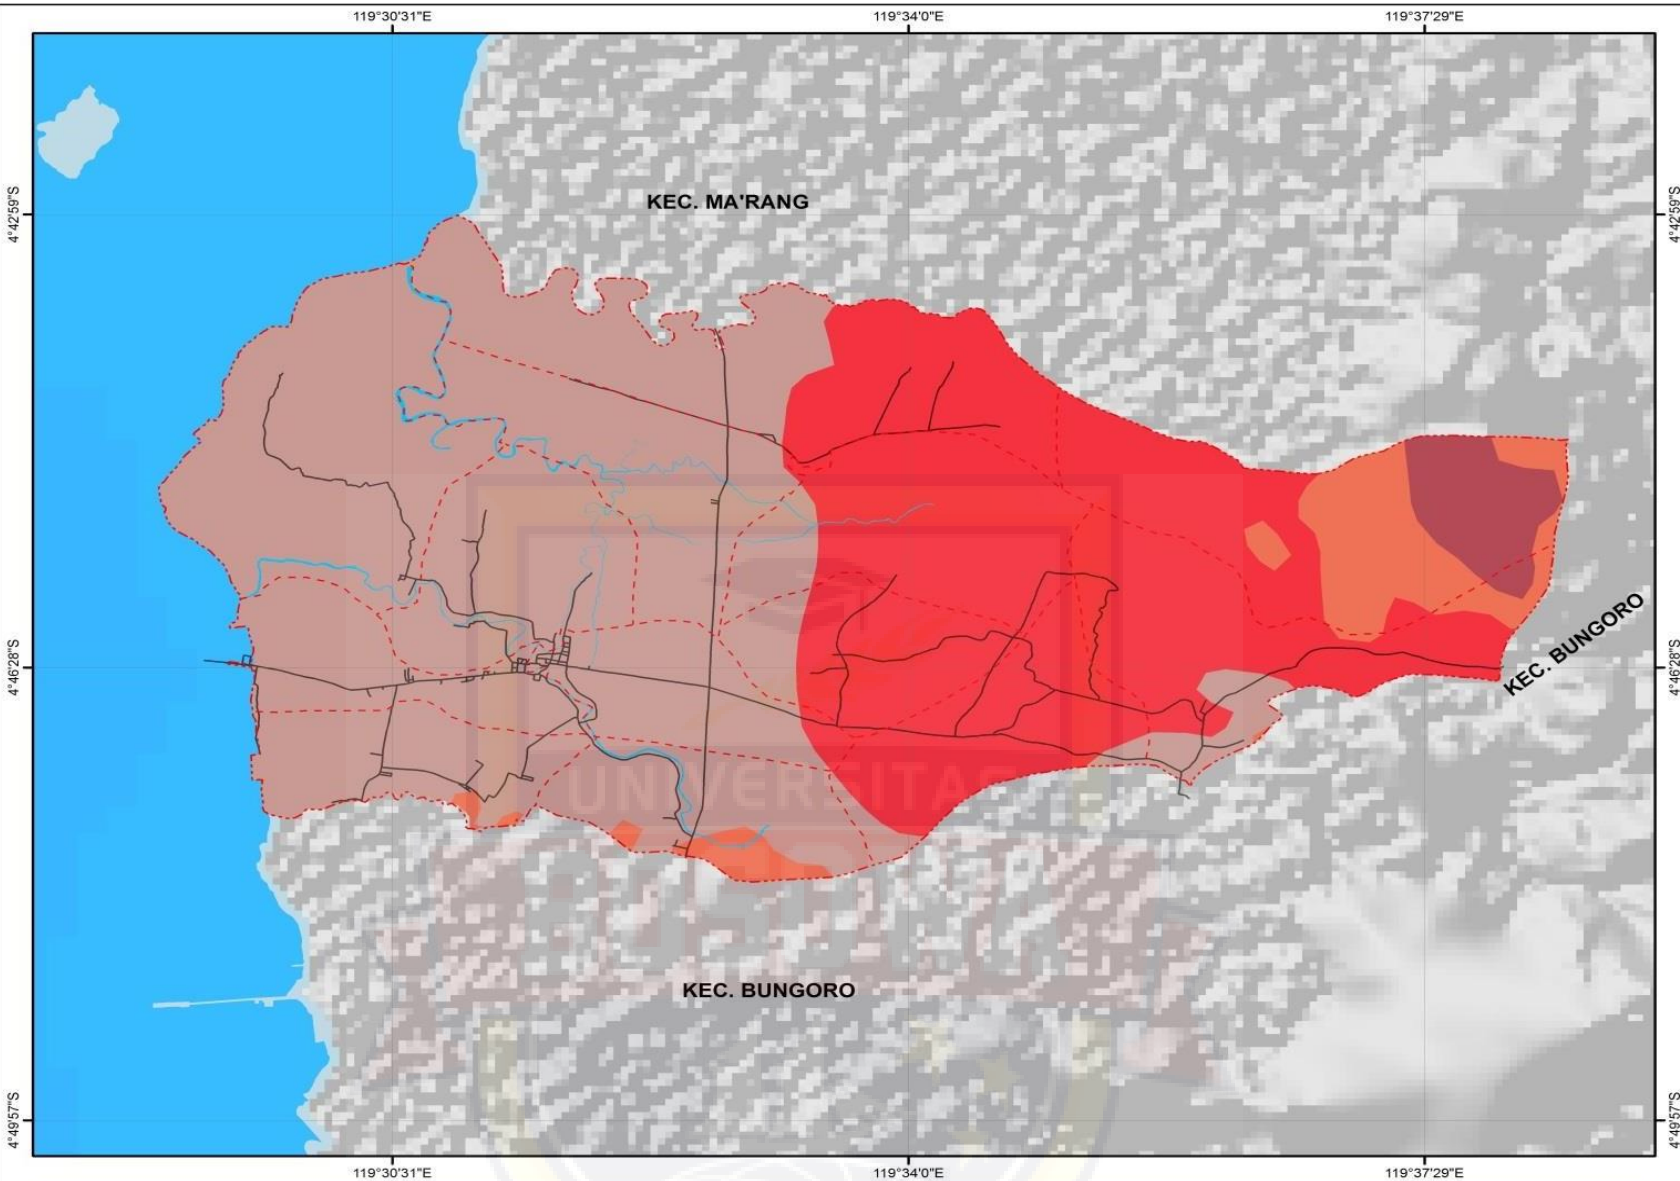 119°30'31"E 119°34'0"E 119°37'29"E
4°42'59"S 4°42'59"S
KEC. MA'RANG
KEC. BUNGORO
4°46'28"S 4°46'28"S
UNIVERSITAS
BOSOWA
KEC. BUNGORO
4°49'57"S 4°49'57"S
119°30'31"E 119°34'0"E 119°37'29"E